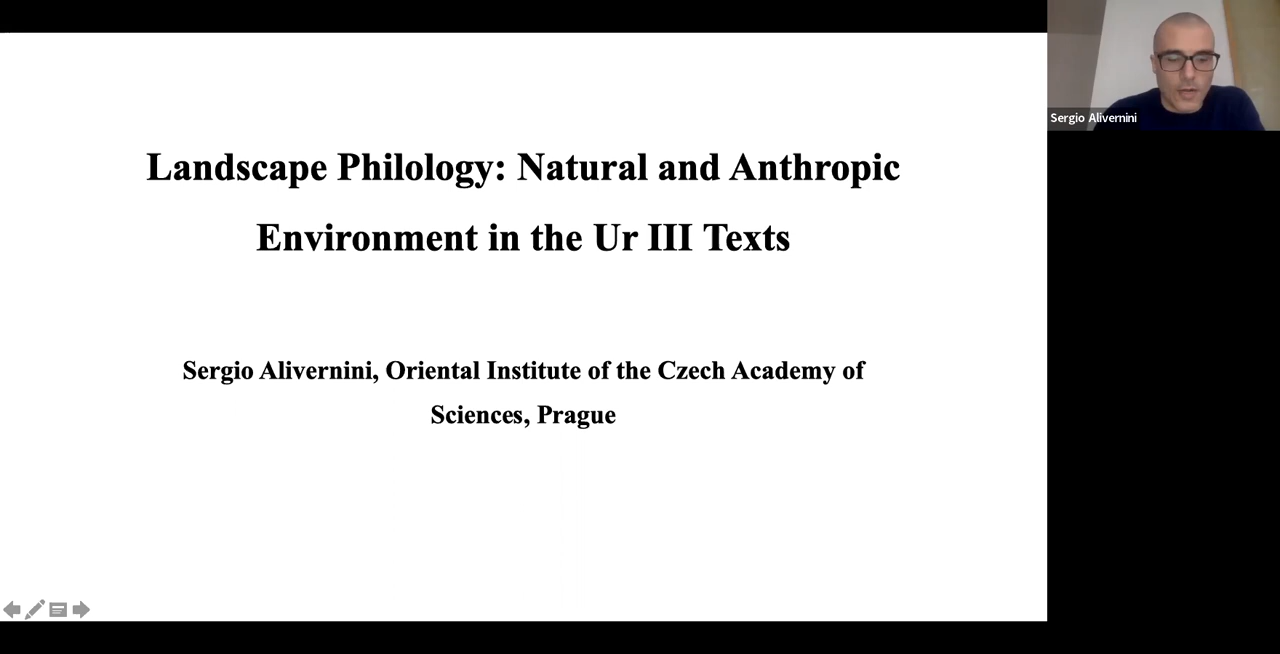 Landscape Philology: Natural and Anthropic
Environment in the Ur III Texts
Sergio Alivernini, Oriental Institute of the Czech Academy of
Sciences, Prague
Sergio Alivernini